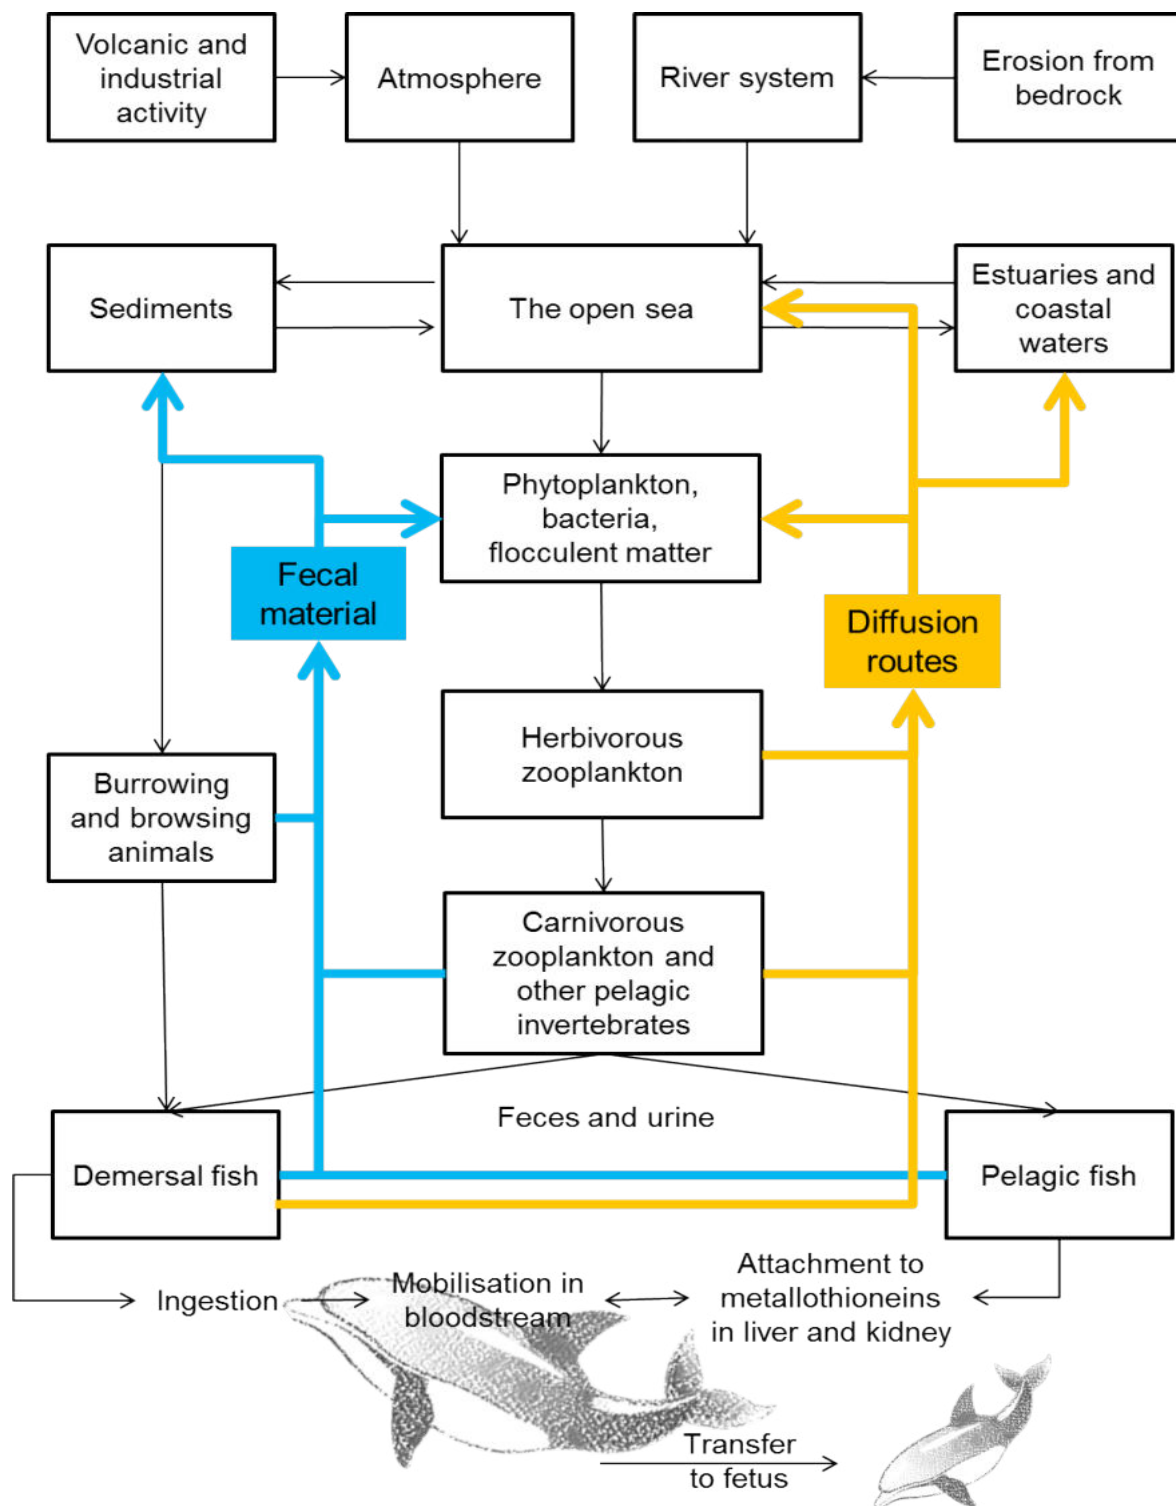 Volcanic and
industrial
activity
Atmosphere
River system
Erosion from
bedrock
Sediments
The open sea
Estuaries and
coastal
waters
Phytoplankton,
bacteria,
flocculent matter
Fecal
material
Diffusion
routes
Herbivorous
zooplankton
Burrowing
and browsing
animals
Carnivorous
zooplankton and
other pelagic
invertebrates
Feces and urine
Demersal fish
Pelagic fish
Ingestion
Mobilisation in
bloodstream
Attachment to
metallothioneins
in liver and kidney
Transfer
to fetus